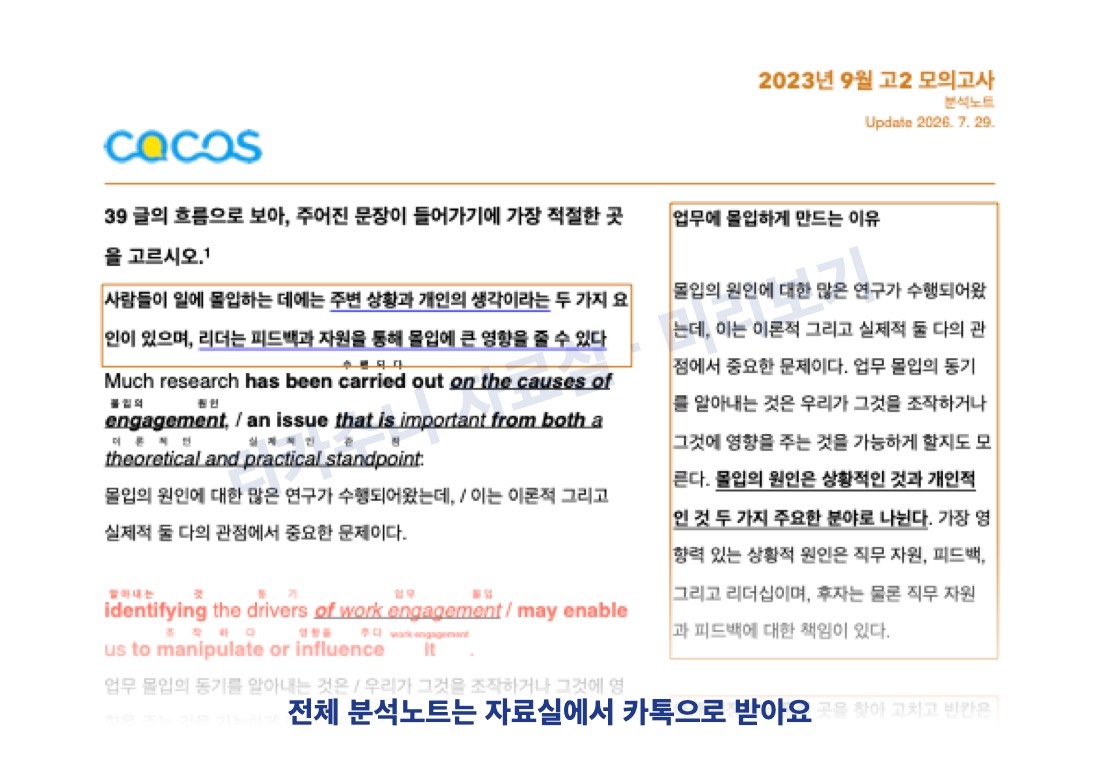 2023년 9월 고2 모의고사
분석노트
Update 2026. 7. 29.
cacos
39 글의 흐름으로 보아, 주어진 문장이 들어가기에 가장 적절한 곳
을 고르시오.¹
사람들이 일에 몰입하는 데에는 주변 상황과 개인의 생각이라는 두 가지 요
인이 있으며, 리더는 피드백과 자원을 통해 몰입에 큰 영향을 줄 수 있다
수행되다
Much research has been carried out on the causes of
몰입의 원인
engagement, / an issue that is important from both a
이론적인 실제적인 관점
theoretical and practical standpoint:
몰입의 원인에 대한 많은 연구가 수행되어왔는데, / 이는 이론적 그리고
실제적 둘 다의 관점에서 중요한 문제이다.
알아내는 것 동기 업무 몰입
identifying the drivers of work engagement / may enable
조작하다 영향을 주다 work engagement
us to manipulate or influence it .
업무 몰입의 동기를 알아내는 것은 / 우리가 그것을 조작하거나 그것에 영
업무에 몰입하게 만드는 이유
몰입의 원인에 대한 많은 연구가 수행되어왔
는데, 이는 이론적 그리고 실제적 둘 다의 관
점에서 중요한 문제이다. 업무 몰입의 동기
를 알아내는 것은 우리가 그것을 조작하거나
그것에 영향을 주는 것을 가능하게 할지도 모
른다. 몰입의 원인은 상황적인 것과 개인적
인 것 두 가지 주요한 분야로 나뉜다. 가장 영
향력 있는 상황적 원인은 직무 자원, 피드백,
그리고 리더십이며, 후자는 물론 직무 자원
과 피드백에 대한 책임이 있다.
곳을 찾아 고치고 빈칸은
자료실 · 미리보기
전체 분석노트는 자료실에서 카톡으로 받아요